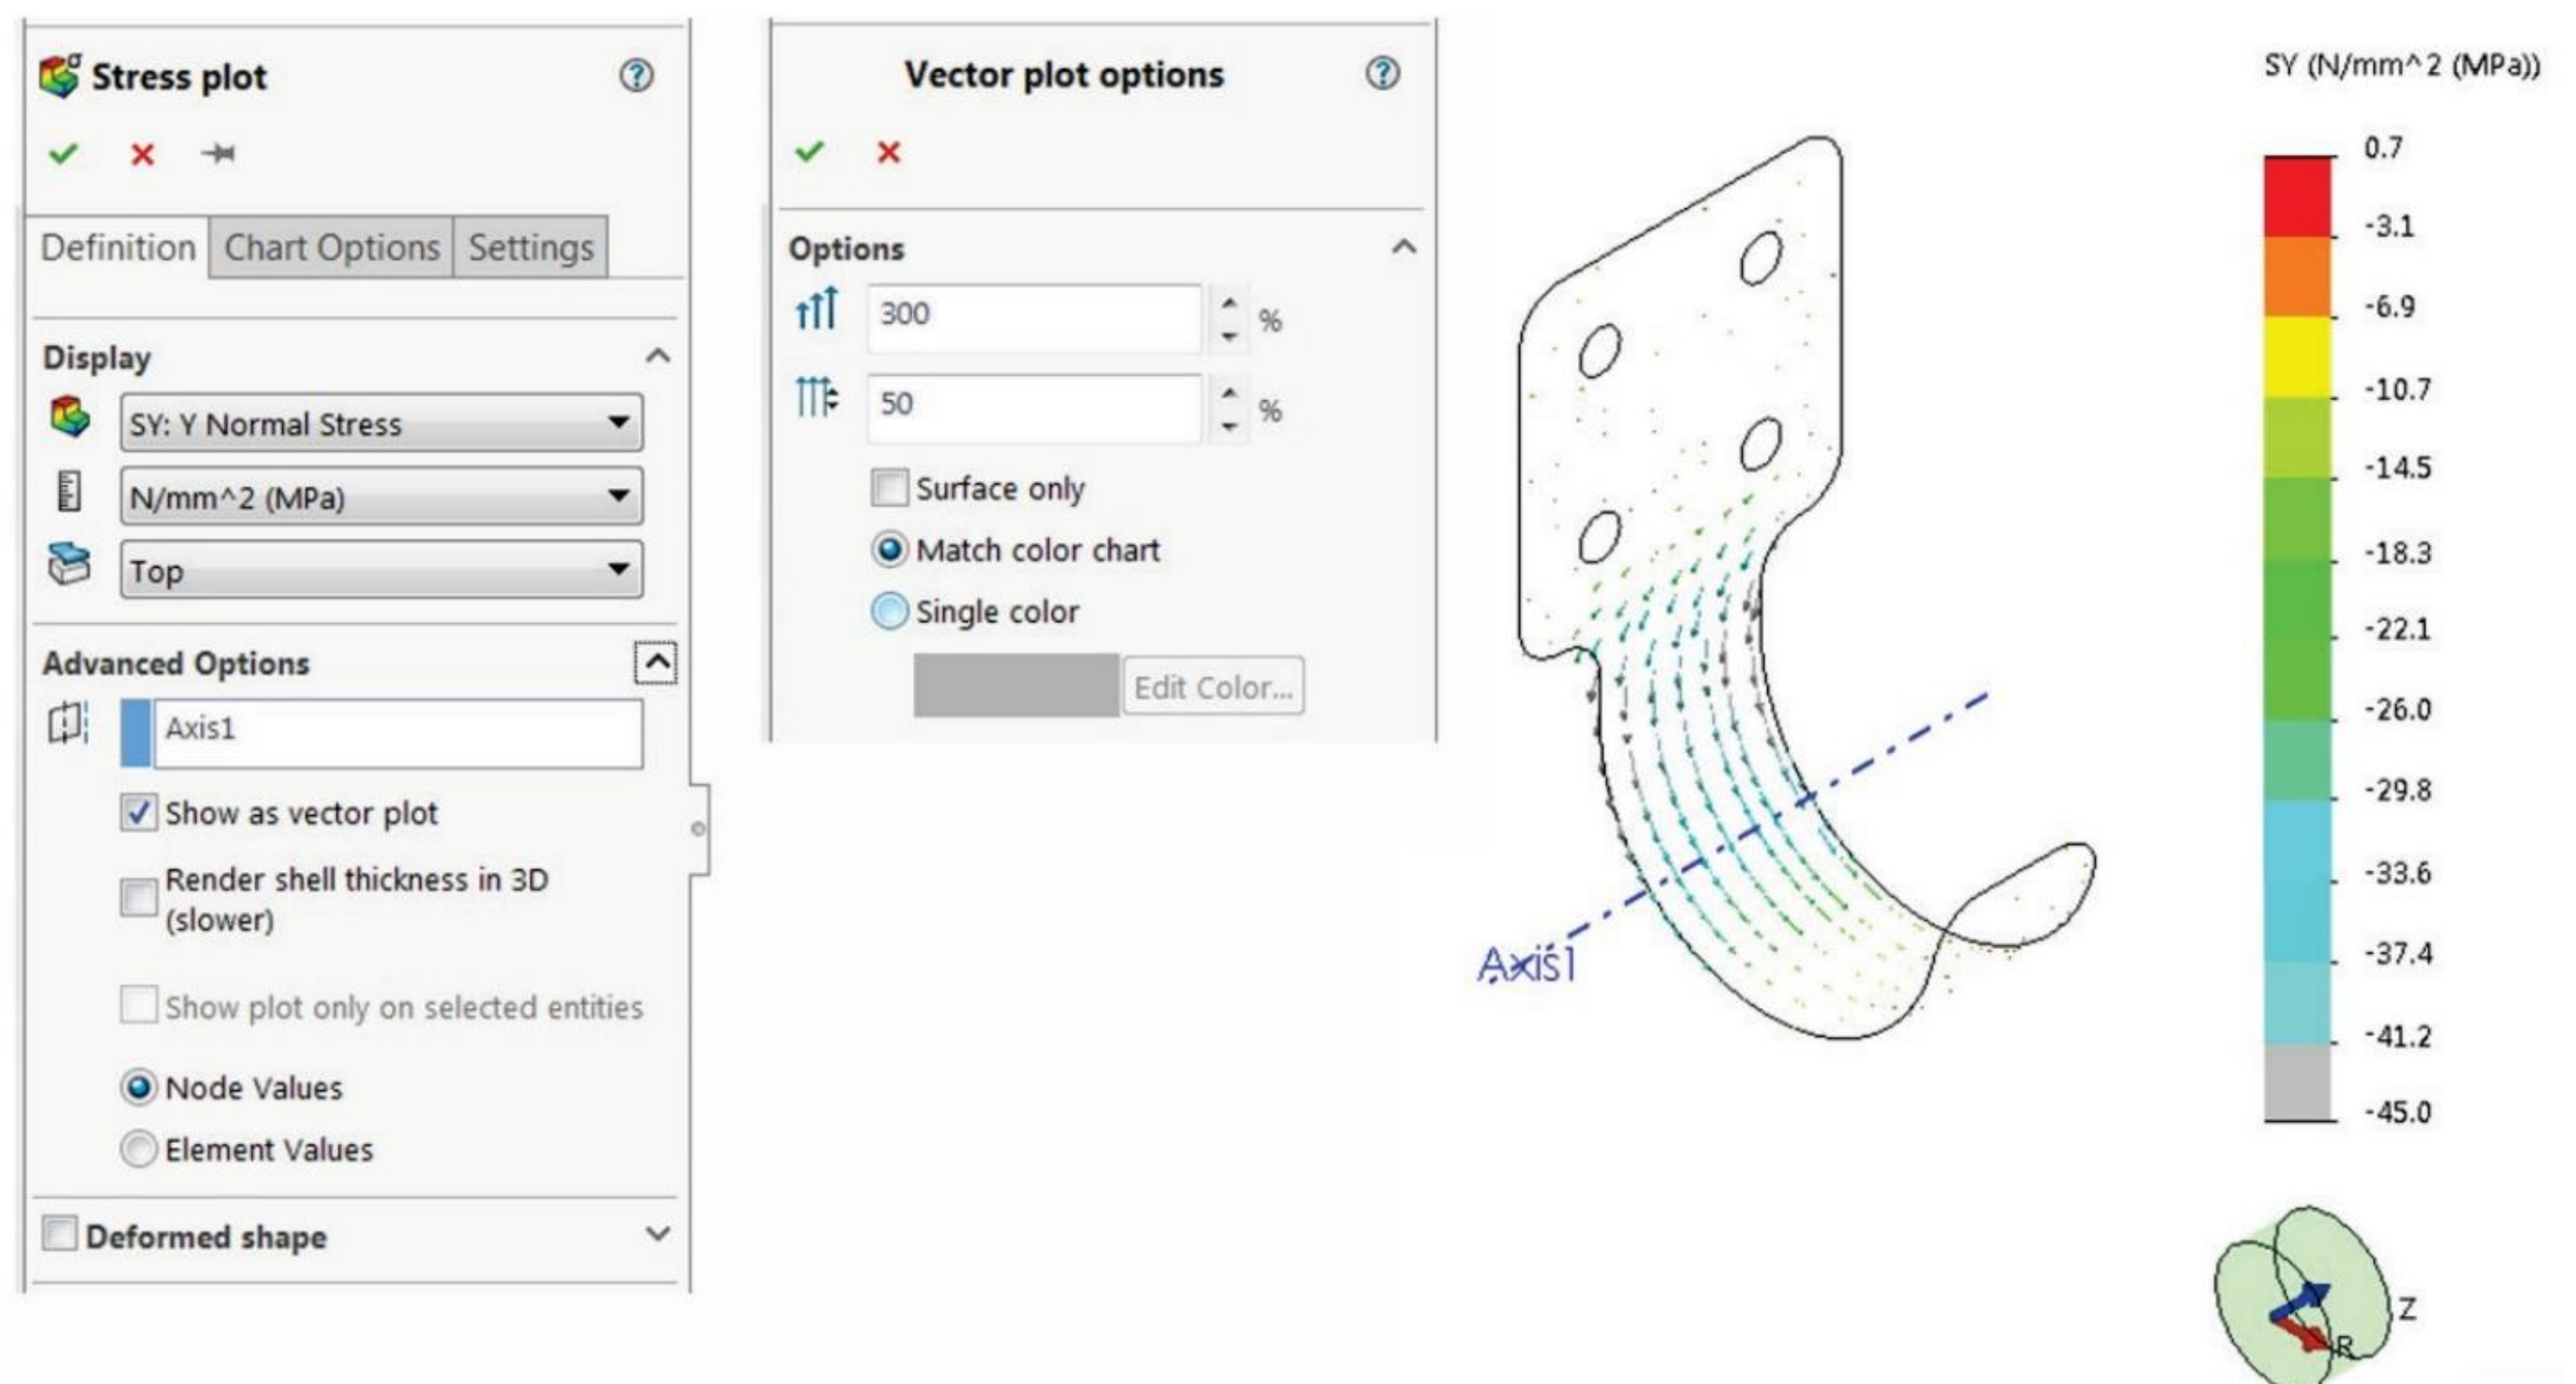 Stress plot
Definition
Chart Options
Settings
Display
SY: Y Normal Stress
N/mm^2 (MPa)
Top
Advanced Options
Axis1
Show as vector plot
Render shell thickness in 3D
(slower)
Show plot only on selected entities
Node Values
Element Values
Deformed shape
Vector plot options
Options
300 %
50 %
Surface only
Match color chart
Single color
Edit Color...
Axis1
SY (N/mm^2 (MPa))
0.7
-3.1
-6.9
-10.7
-14.5
-18.3
-22.1
-26.0
-29.8
-33.6
-37.4
-41.2
-45.0
Z
R